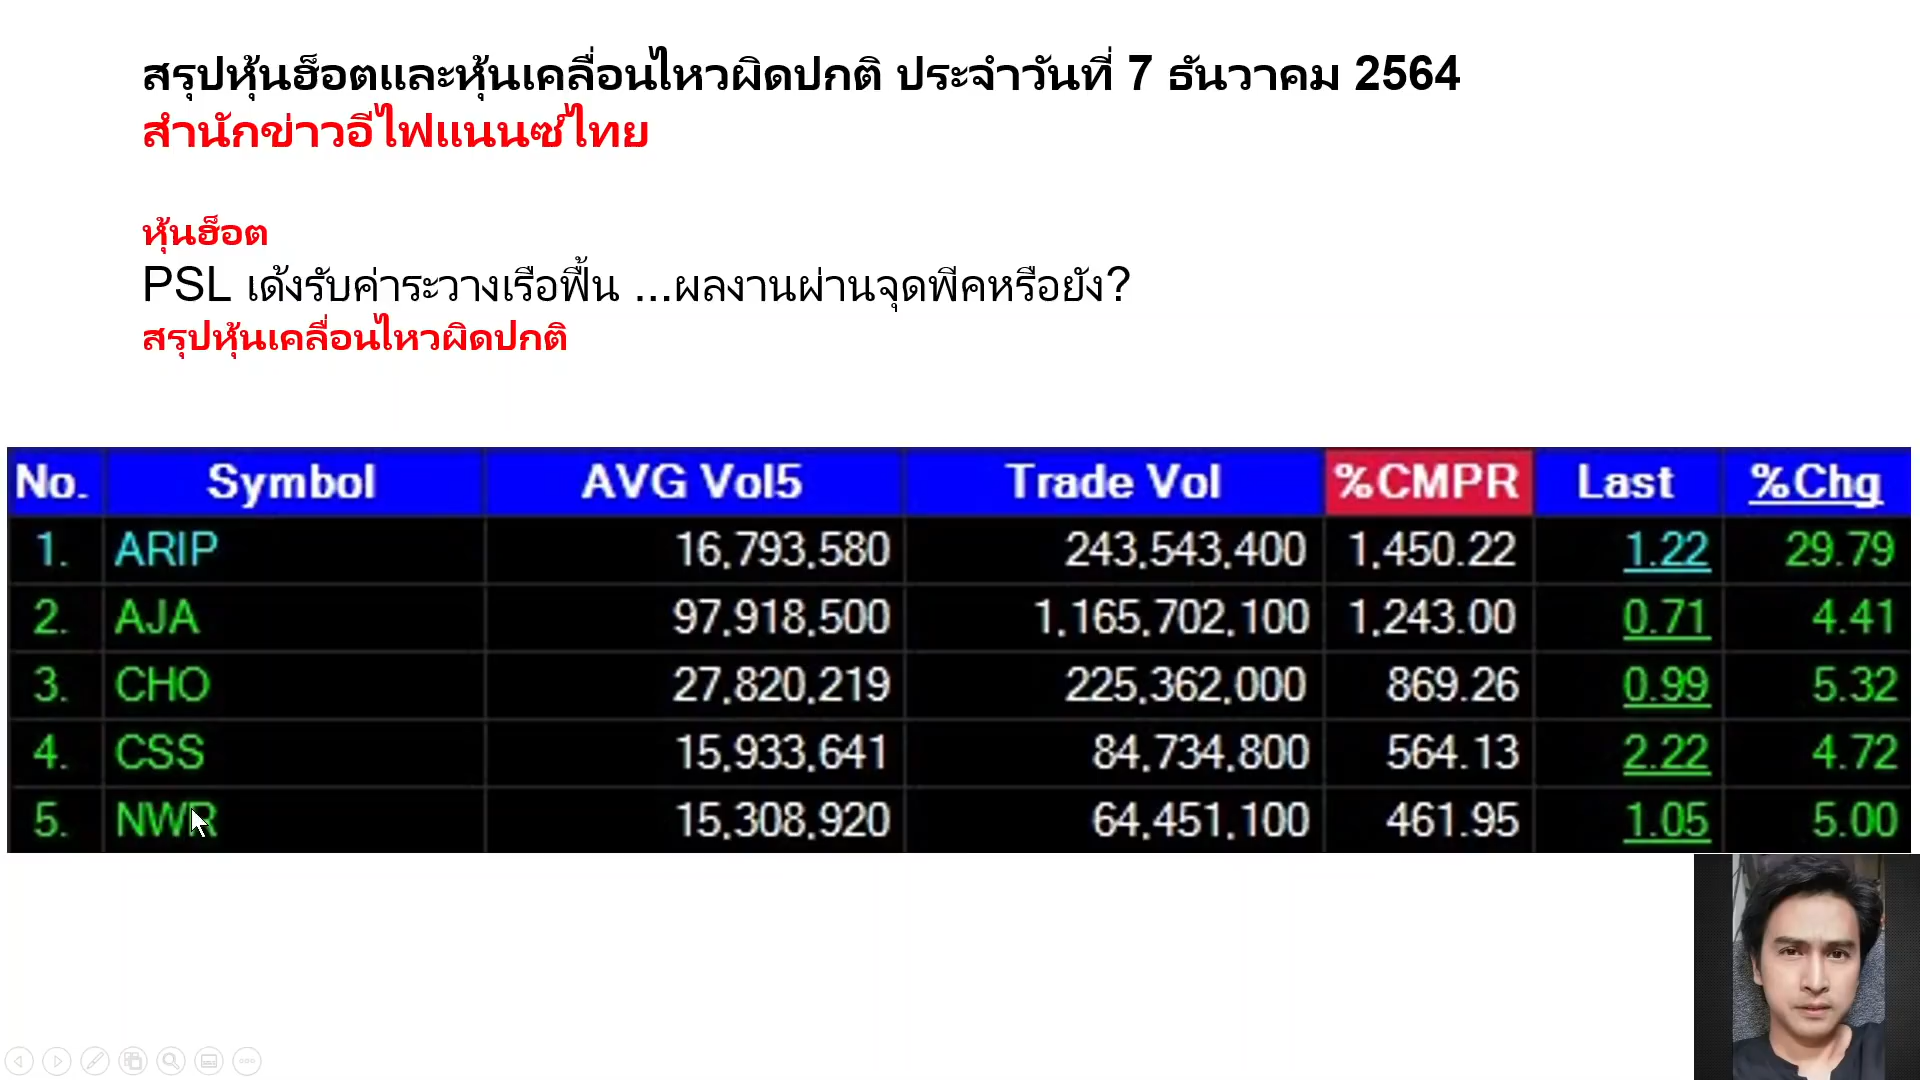 สรุปหุ้นฮ็อตและหุ้นเคลื่อนไหวผิดปกติ ประจำวันที่ 7 ธันวาคม 2564
สำนักข่าวอีไฟแนนซ์ไทย
หุ้นฮ็อต
PSL เด้งรับค่าระวางเรือฟื้น ...ผลงานผ่านจุดพีคหรือยัง?
สรุปหุ้นเคลื่อนไหวผิดปกติ
No. Symbol AVG Vol5 Trade Vol %CMPR Last %Chg
1. ARIP 16,793,580 243,543,400 1,450.22 1.22 29.79
2. AJA 97,918,500 1,165,702,100 1,243.00 0.71 4.41
3. CHO 27,820,219 225,362,000 869.26 0.99 5.32
4. CSS 15,933,641 84,734,800 564.13 2.22 4.72
5. NWR 15,308,920 64,451,100 461.95 1.05 5.00